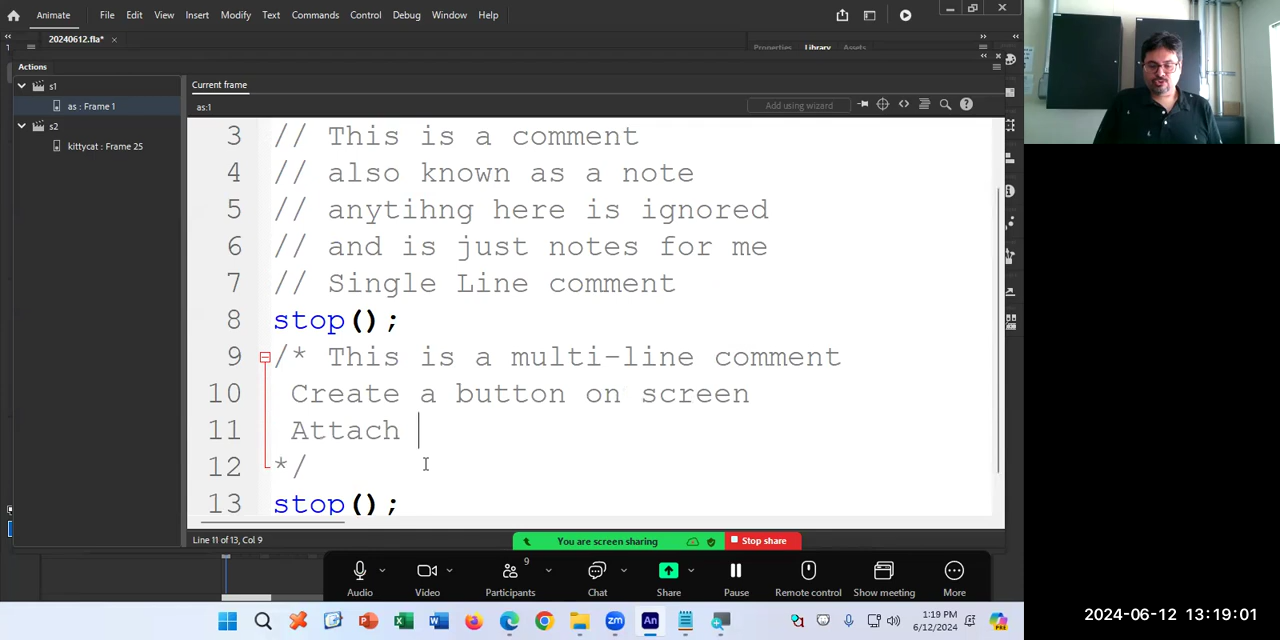 Animate
File
Edit
View
Insert
Modify
Text
Commands
Control
Debug
Window
Help
20240612.fla*
Properties
Library
Assets
Actions
s1
as : Frame 1
s2
kittycat : Frame 25
Current frame
as:1
Add using wizard
3 // This is a comment
4 // also known as a note
5 // anytihng here is ignored
6 // and is just notes for me
7 // Single Line comment
8 stop();
9 /* This is a multi-line comment
10 Create a button on screen
11 Attach
12 */
13 stop();
Line 11 of 13, Col 9
You are screen sharing
Stop share
Audio
Video
9
Participants
Chat
Share
Pause
Remote control
Show meeting
More
1:19 PM
6/12/2024
2024-06-12 13:19:01